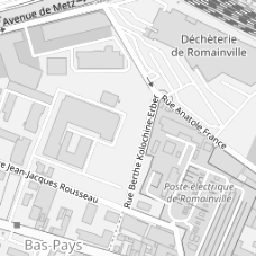 Avenue de Metz
Déchèterie
de Romainville
Rue Anatole France
Rue Berthe Kolochine-Erber
Jean-Jacques Rousseau
Poste électrique
de Romainville
Bas-Pays